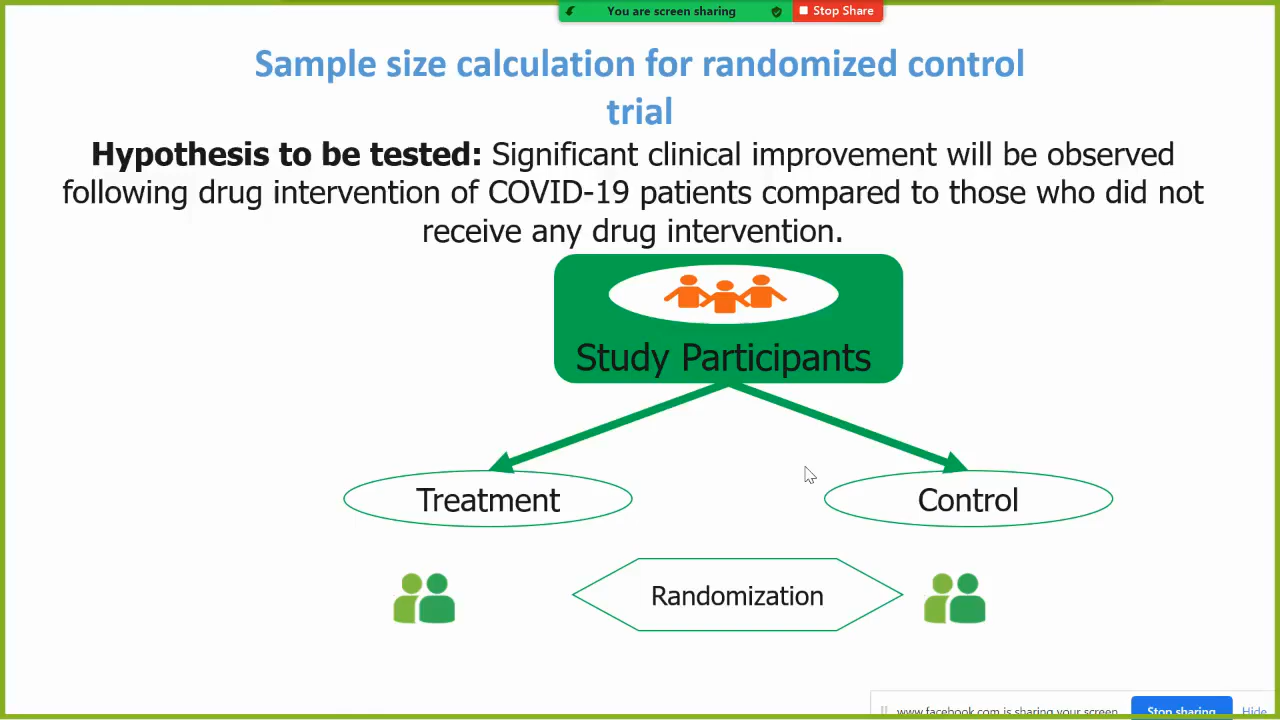 You are screen sharing
Stop Share
Sample size calculation for randomized control
trial
Hypothesis to be tested: Significant clinical improvement will be observed
following drug intervention of COVID-19 patients compared to those who did not
receive any drug intervention.
Study Participants
Treatment
Control
Randomization
www.facebook.com is sharing your screen.
Stop sharing
Hide